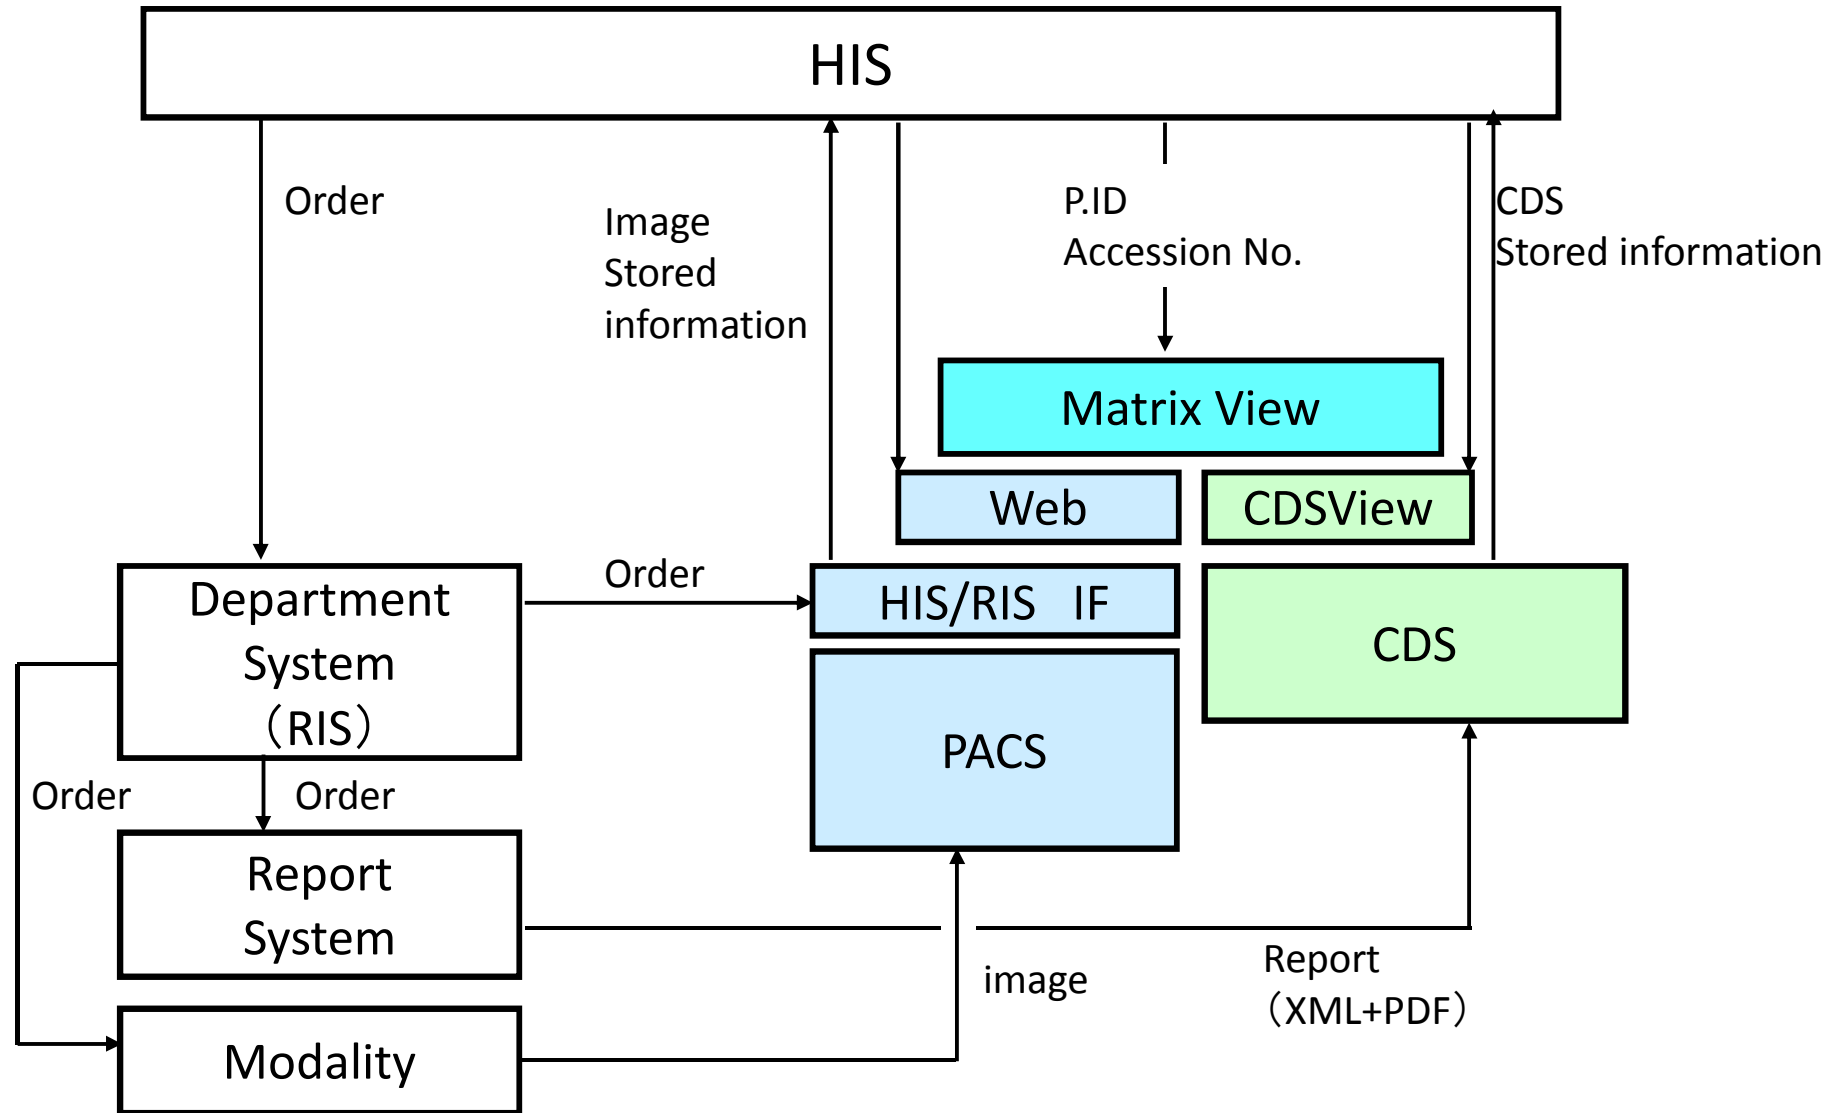 HIS
Order
Image
Stored
information
P.ID
Accession No.
CDS
Stored information
Matrix View
Web
CDSView
Department
System
（RIS）
Order
HIS/RIS IF
CDS
PACS
Order
Order
Report
System
image
Report
（XML+PDF）
Modality